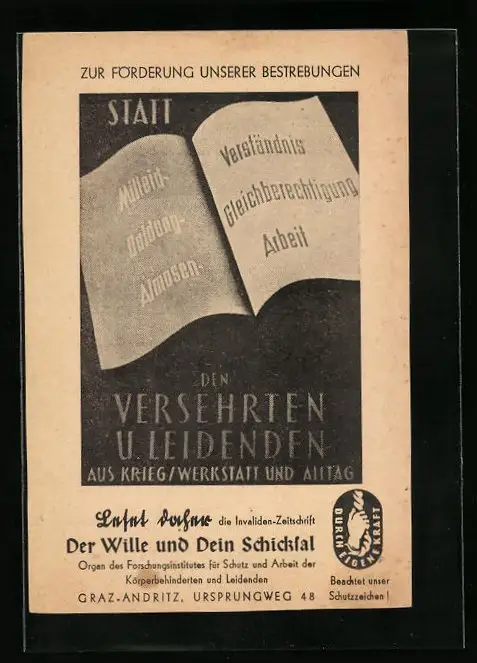 ZUR FÖRDERUNG UNSERER BESTREBUNGEN
STATT
Mitleid-
Duldung-
Almosen-
Verständnis
Gleichberechtigung
Arbeit
DEN
VERSEHRTEN
U. LEIDENDEN
AUS KRIEG/WERKSTATT UND ALLTAG
Leset daher die Invaliden-Zeitschrift
Der Wille und Dein Schicksal
Organ des Forschungsinstitutes für Schutz und Arbeit der
Körperbehinderten und Leidenden
GRAZ-ANDRITZ, URSPRUNGWEG 48
DURCH EIGENE KRAFT
Beachtet unser
Schutzzeichen!